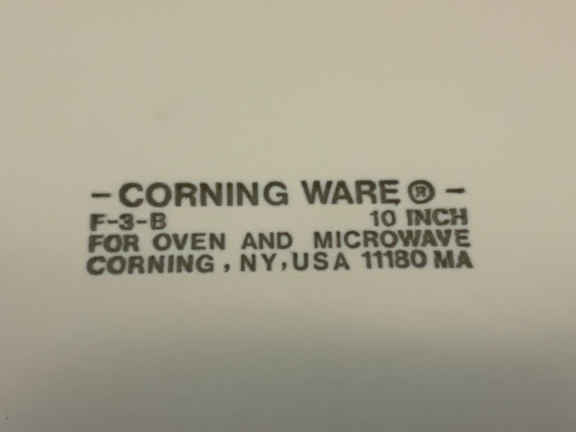 - CORNING WARE ® -
F-3-B 10 INCH
FOR OVEN AND MICROWAVE
CORNING, NY, USA 11180 MA